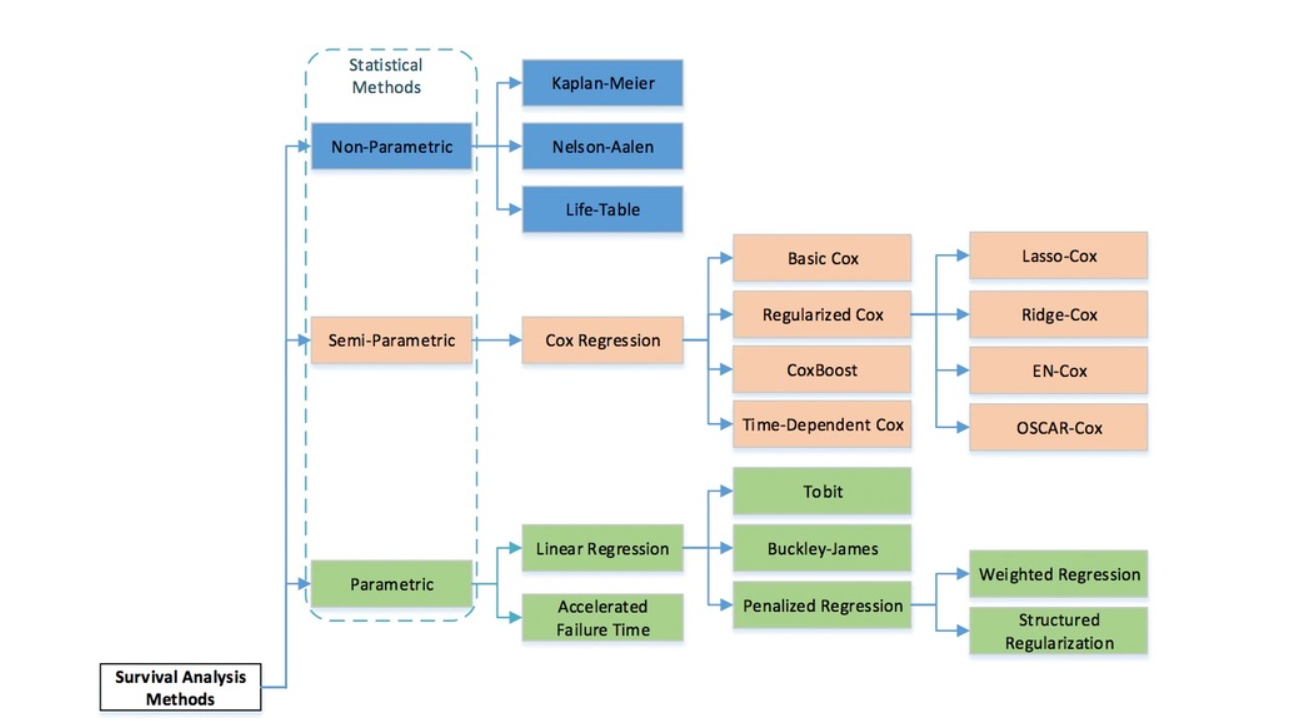 Statistical
Methods
Non-Parametric
Kaplan-Meier
Nelson-Aalen
Life-Table
Semi-Parametric
Cox Regression
Basic Cox
Regularized Cox
CoxBoost
Time-Dependent Cox
Lasso-Cox
Ridge-Cox
EN-Cox
OSCAR-Cox
Parametric
Linear Regression
Accelerated
Failure Time
Tobit
Buckley-James
Penalized Regression
Weighted Regression
Structured
Regularization
Survival Analysis
Methods